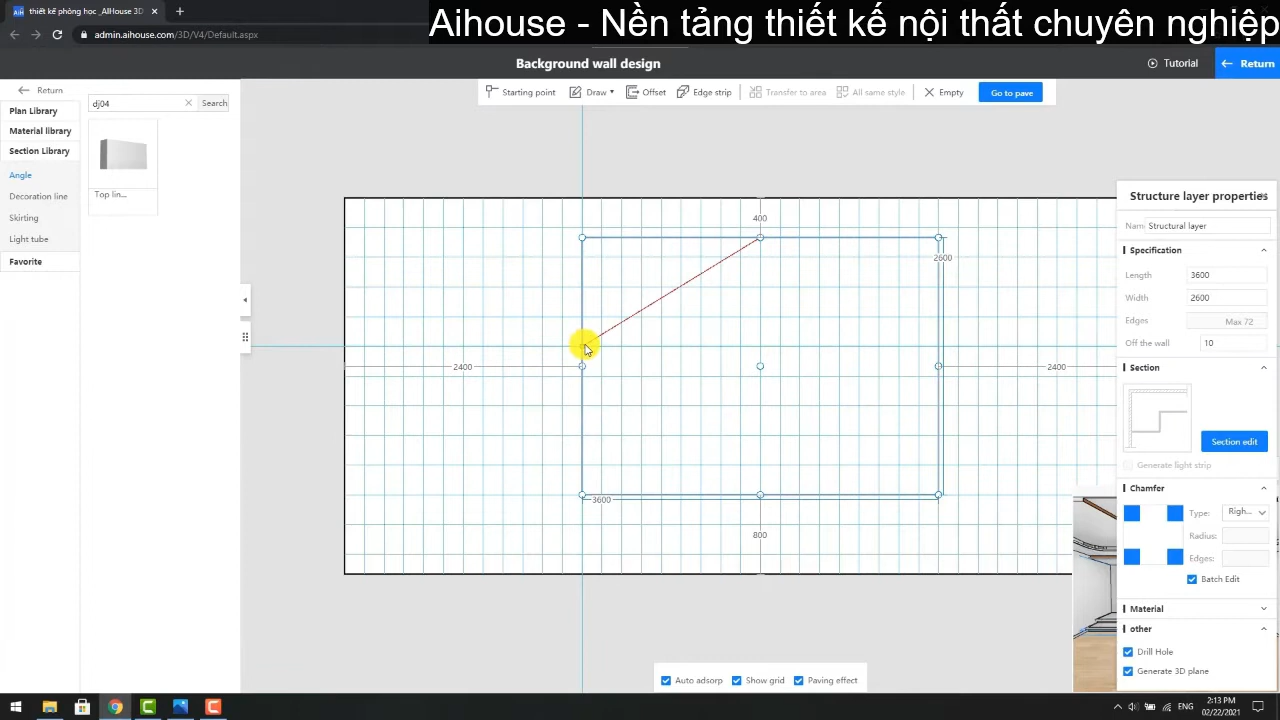 thiết kế phòng học _AIHouse 3D
admin.aihouse.com/3D/V4/Default.aspx
Aihouse - Nền tảng thiết kế nội thất chuyên nghiệp
Background wall design
Tutorial
Return
Return
Plan Library
Material library
Section Library
Angle
Decoration line
Skirting
Light tube
Favorite
dj04
Search
Top lin...
Starting point
Draw
Offset
Edge strip
Transfer to area
All same style
Empty
Go to pave
400
2600
2400
2400
3600
800
Structure layer properties
Nam
Structural layer
Specification
Length
3600
Width
2600
Edges
Max 72
Off the wall
10
Section
Section edit
Generate light strip
Chamfer
Type:
Righ...
Radius:
Edges:
Batch Edit
Material
other
Drill Hole
Generate 3D plane
Auto adsorp
Show grid
Paving effect
ENG
2:13 PM
02/22/2021